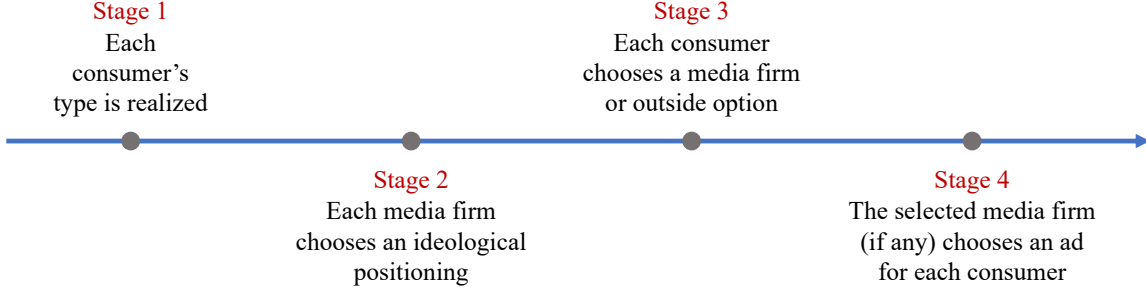 Stage 1
Each
consumer's
type is realized
Stage 2
Each media firm
chooses an ideological
positioning
Stage 3
Each consumer
chooses a media firm
or outside option
Stage 4
The selected media firm
(if any) chooses an ad
for each consumer